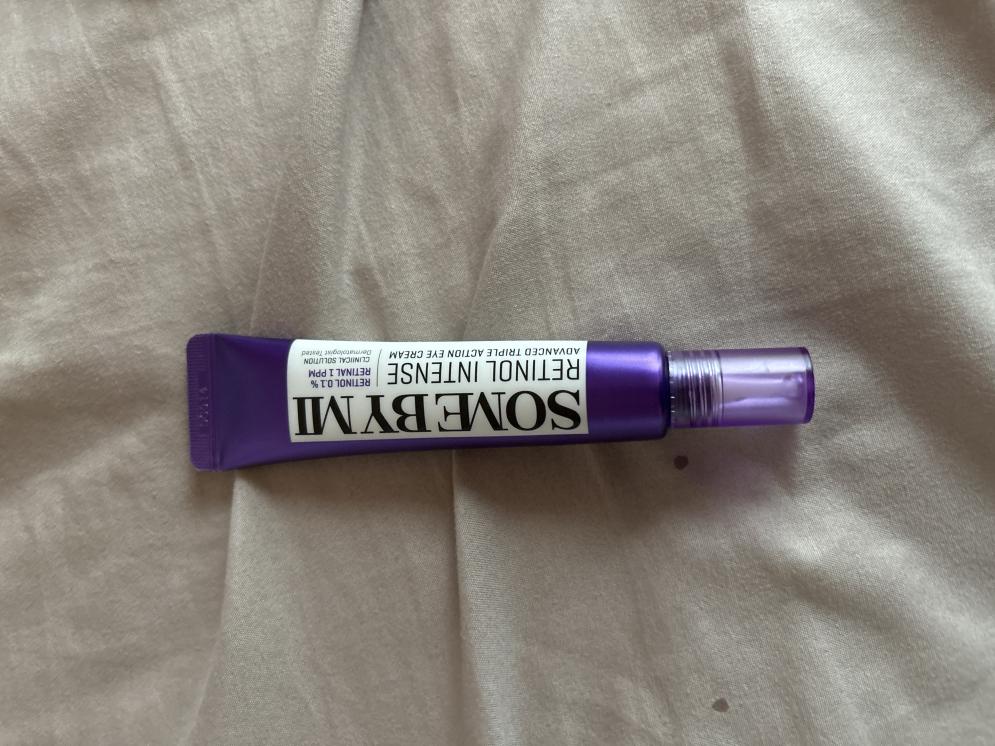 SOME BY MI
RETINOL INTENSE
ADVANCED TRIPLE ACTION EYE CREAM
RETINOL 0.1 %
RETINAL 1 PPM
CLINIICAL SOLUTION
Dermatologist Tested